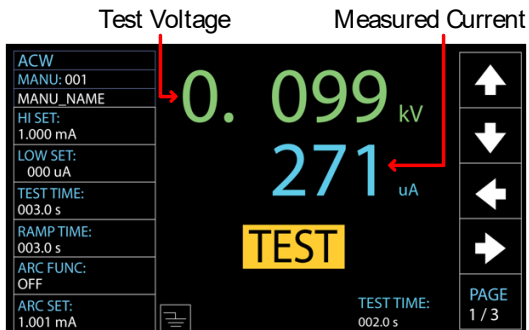 Test Voltage
Measured Current
ACW
MANU: 001
MANU_NAME
HI SET:
1.000 mA
LOW SET:
000 uA
TEST TIME:
003.0 s
RAMP TIME:
003.0 s
ARC FUNC:
OFF
ARC SET:
1.001 mA
0. 099 kV
271 uA
TEST
TEST TIME:
002.0 s
PAGE
1 / 3